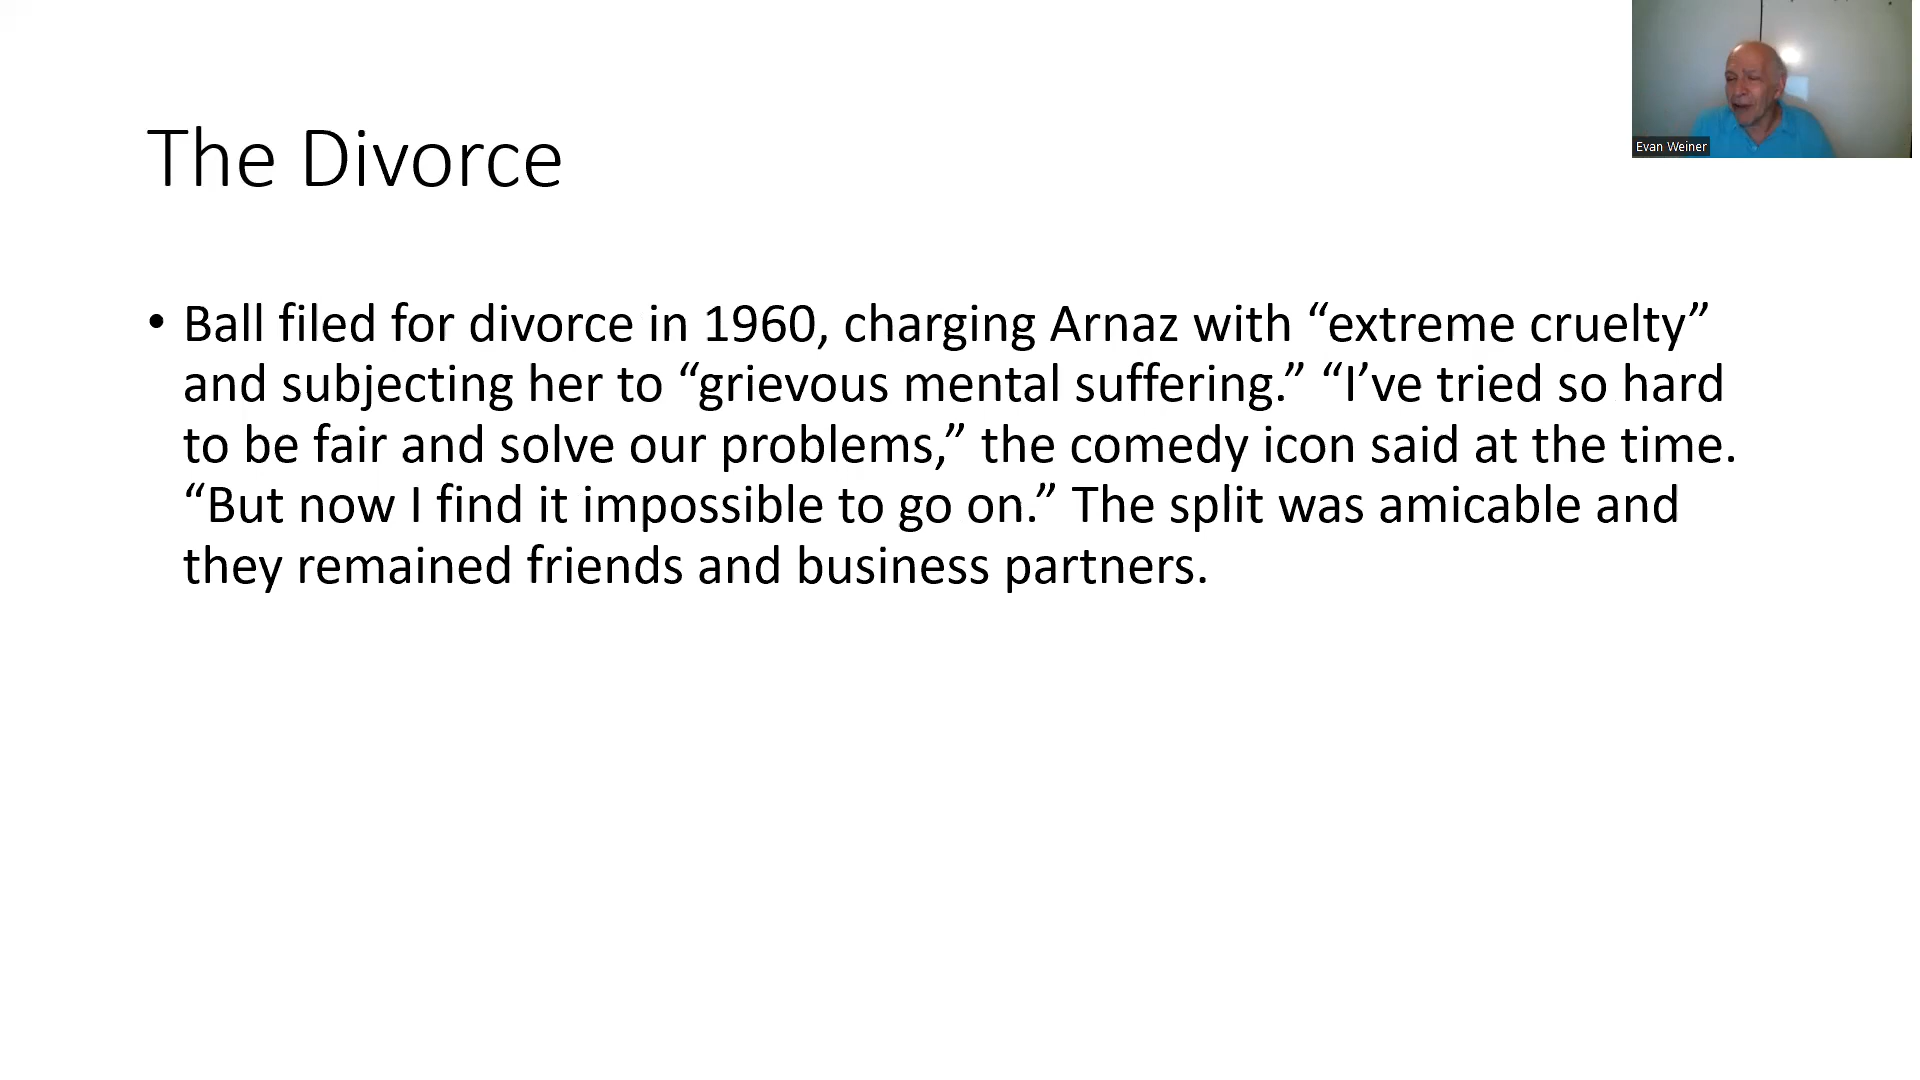 Evan Weiner
The Divorce
• Ball filed for divorce in 1960, charging Arnaz with “extreme cruelty”
and subjecting her to “grievous mental suffering.” “I’ve tried so hard
to be fair and solve our problems,” the comedy icon said at the time.
“But now I find it impossible to go on.” The split was amicable and
they remained friends and business partners.